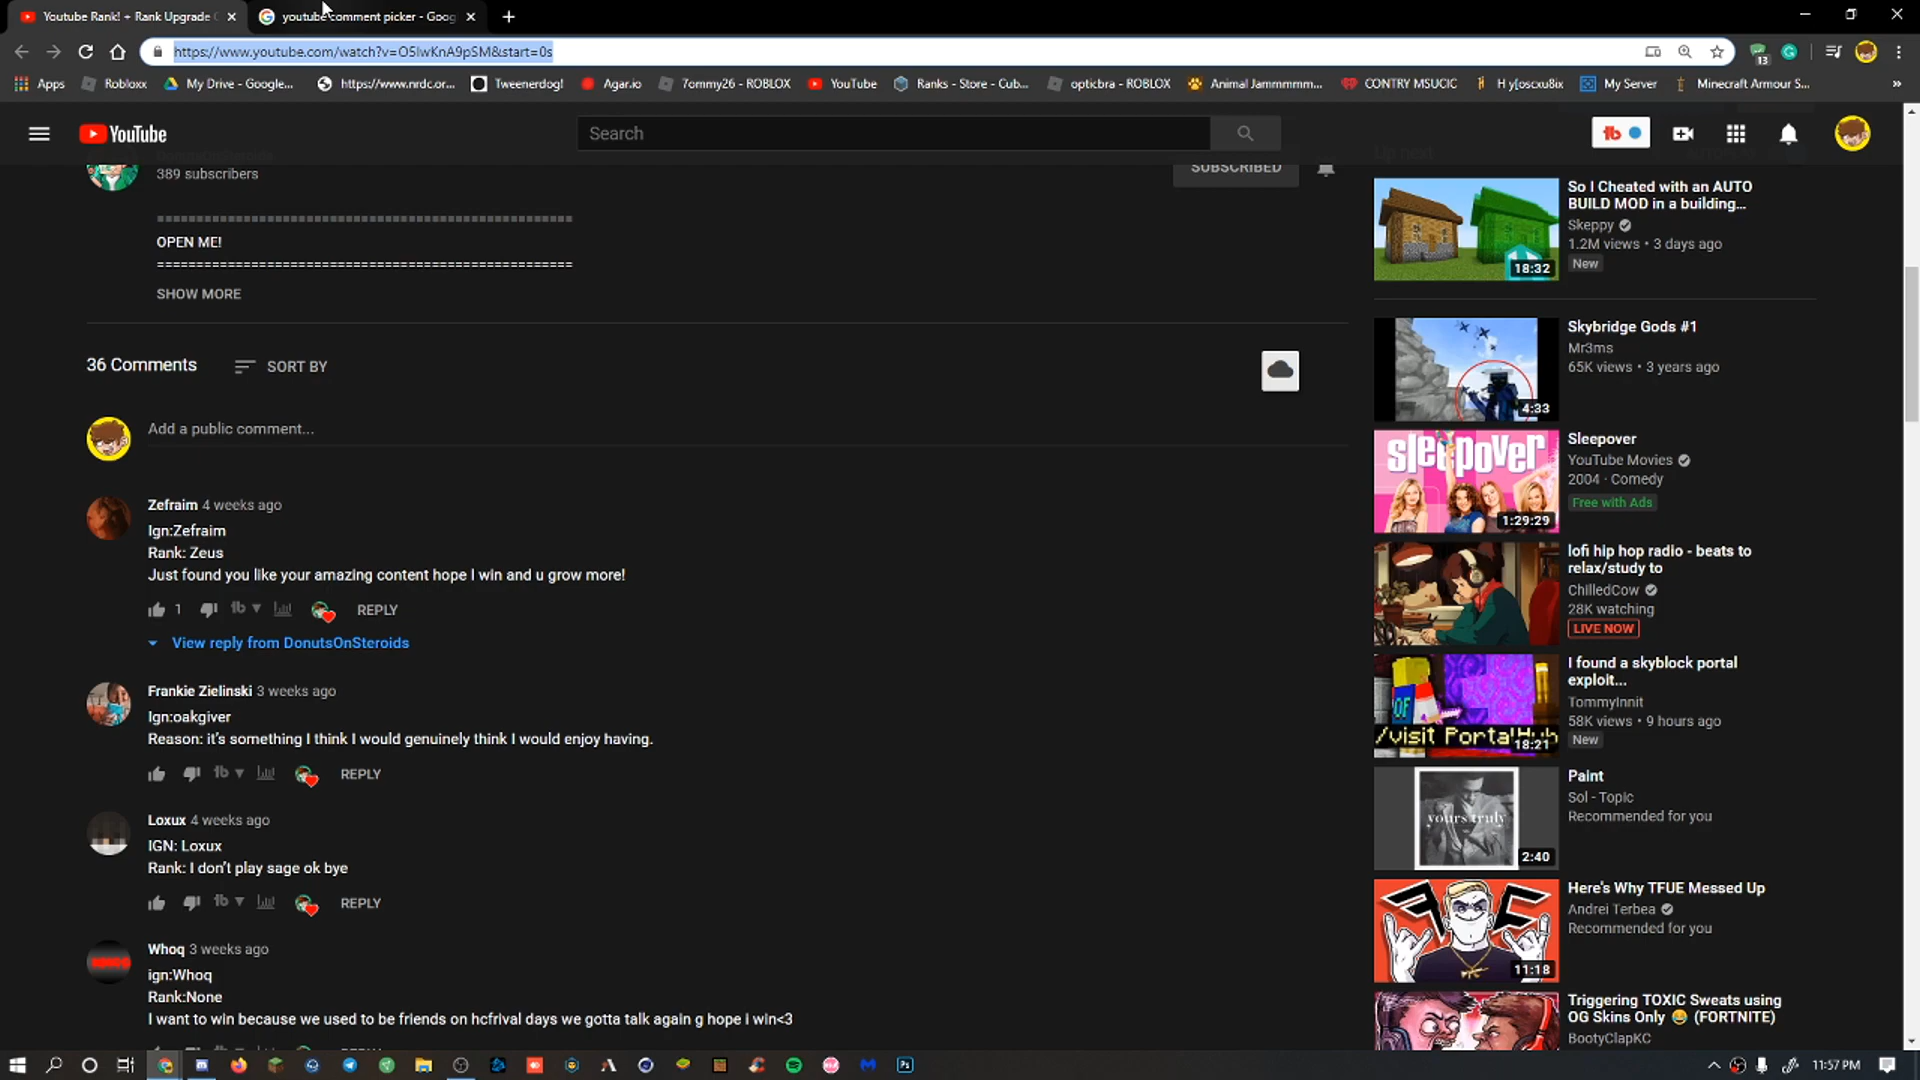 Youtube Rank! + Rank Upgrade
youtube comment picker - Goog
https://www.youtube.com/watch?v=O5IwKnA9pSM&start=0s
13
Apps
Robloxx
My Drive - Google...
https://www.nrdc.or...
Tweenerdog!
Agar.io
7ommy26 - ROBLOX
YouTube
Ranks - Store - Cub...
opticbra - ROBLOX
Animal Jammmmm...
CONTRY MSUCIC
H y[oscxu8ix
My Server
Minecraft Armour S...
»
YouTube
Search
389 subscribers
SUBSCRIBED
====================================================
OPEN ME!
====================================================
SHOW MORE
36 Comments
SORT BY
Add a public comment...
Zefraim 4 weeks ago
Ign:Zefraim
Rank: Zeus
Just found you like your amazing content hope I win and u grow more!
1
REPLY
View reply from DonutsOnSteroids
Frankie Zielinski 3 weeks ago
Ign:oakgiver
Reason: it's something I think I would genuinely think I would enjoy having.
REPLY
Loxux 4 weeks ago
IGN: Loxux
Rank: I don't play sage ok bye
REPLY
Whoq 3 weeks ago
ign:Whoq
Rank:None
I want to win because we used to be friends on hcfrival days we gotta talk again g hope i win<3
So I Cheated with an AUTO
BUILD MOD in a building...
Skeppy
1.2M views • 3 days ago
New
18:32
Skybridge Gods #1
Mr3ms
65K views • 3 years ago
4:33
sleepover
Sleepover
YouTube Movies
2004 · Comedy
Free with Ads
1:29:29
lofi hip hop radio - beats to
relax/study to
ChilledCow
28K watching
LIVE NOW
I found a skyblock portal
exploit...
TommyInnit
58K views • 9 hours ago
New
/visit PortalHub
18:21
Paint
Sol - Topic
Recommended for you
yours truly
2:40
Here's Why TFUE Messed Up
Andrei Terbea
Recommended for you
11:18
Triggering TOXIC Sweats using
OG Skins Only 😂 (FORTNITE)
BootyClapKC
11:57 PM